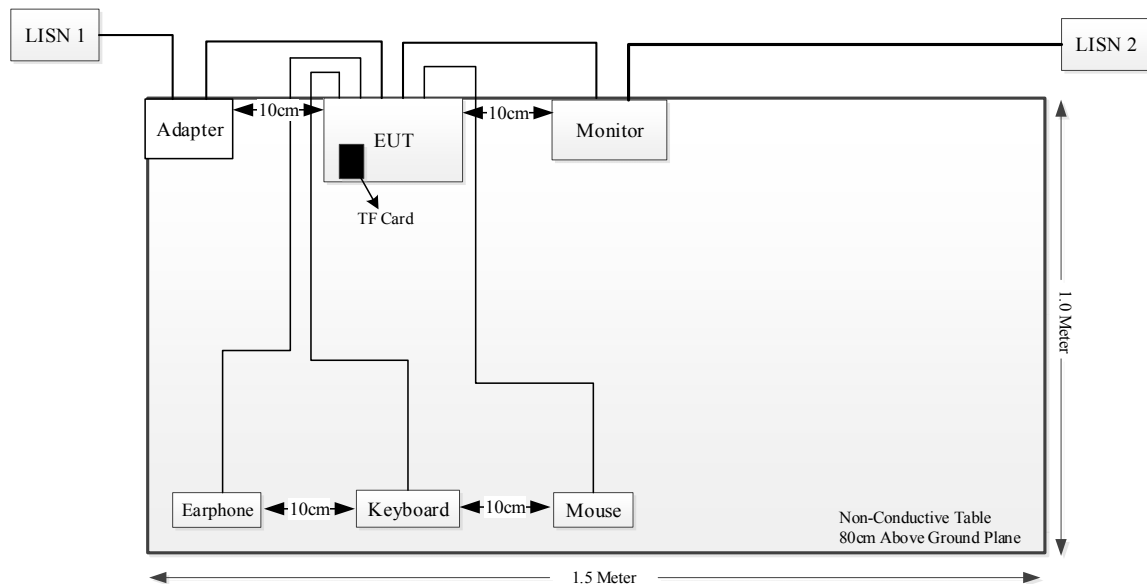 LISN 1
LISN 2
10cm
10cm
Adapter
EUT
Monitor
TF Card
1.0 Meter
Earphone
10cm
Keyboard
10cm
Mouse
Non-Conductive Table
80cm Above Ground Plane
1.5 Meter